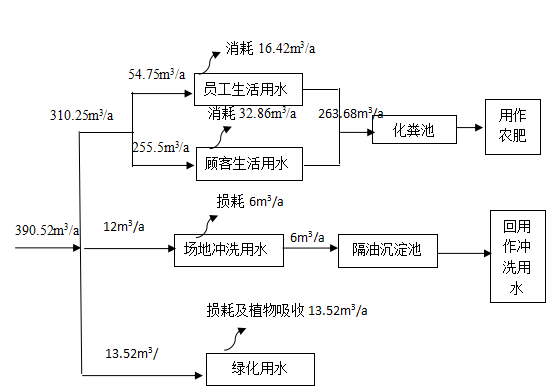 消耗 16.42m³/a
54.75m³/a
员工生活用水
310.25m³/a
消耗 32.86m³/a
263.68m³/a
化粪池
用作
农肥
255.5m³/a
顾客生活用水
损耗 6m³/a
390.52m³/a
12m³/a
场地冲洗用水
6m³/a
隔油沉淀池
回用
作冲
洗用
水
损耗及植物吸收 13.52m³/a
13.52m³/
绿化用水